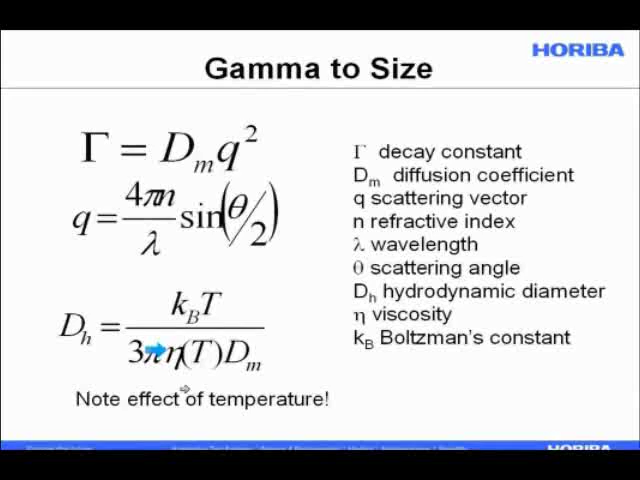 HORIBA
Gamma to Size
Γ = D_m q²
q = 4πn/λ sin(θ/2)
D_h = k_B T / 3πη(T)D_m
Note effect of temperature!
Γ decay constant
D_m diffusion coefficient
q scattering vector
n refractive index
λ wavelength
θ scattering angle
D_h hydrodynamic diameter
η viscosity
k_B Boltzman's constant
HORIBA